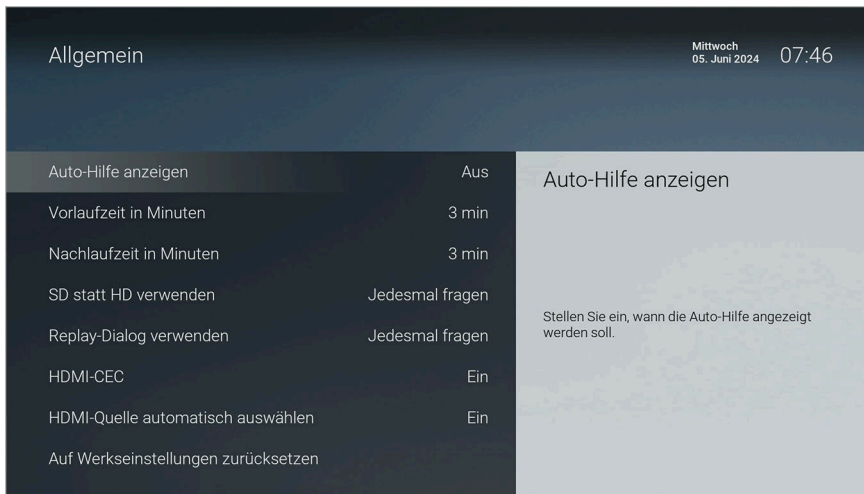 Allgemein
Mittwoch
05. Juni 2024
07:46
Auto-Hilfe anzeigen Aus
Vorlaufzeit in Minuten 3 min
Nachlaufzeit in Minuten 3 min
SD statt HD verwenden Jedesmal fragen
Replay-Dialog verwenden Jedesmal fragen
HDMI-CEC Ein
HDMI-Quelle automatisch auswählen Ein
Auf Werkseinstellungen zurücksetzen
Auto-Hilfe anzeigen
Stellen Sie ein, wann die Auto-Hilfe angezeigt
werden soll.